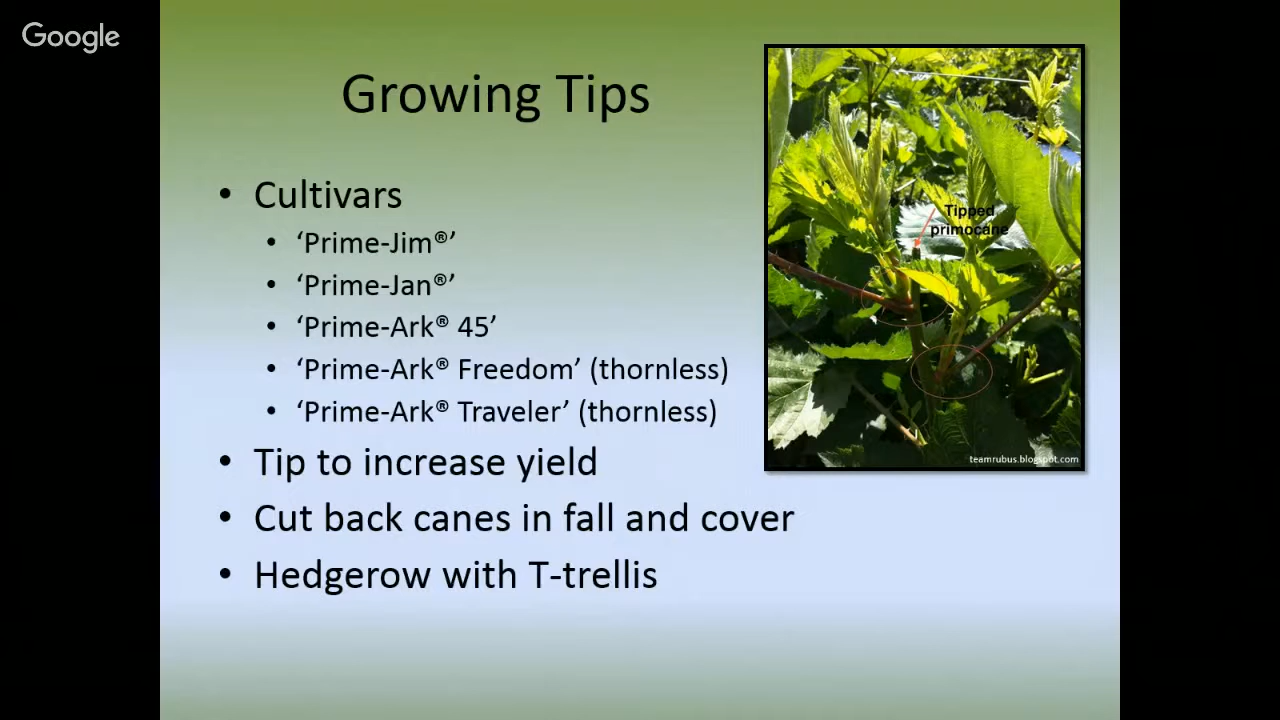 Google
Growing Tips
• Cultivars
• ‘Prime-Jim®’
• ‘Prime-Jan®’
• ‘Prime-Ark® 45’
• ‘Prime-Ark® Freedom’ (thornless)
• ‘Prime-Ark® Traveler’ (thornless)
• Tip to increase yield
• Cut back canes in fall and cover
• Hedgerow with T-trellis
Tipped
primocane
teamrubus.blogspot.com